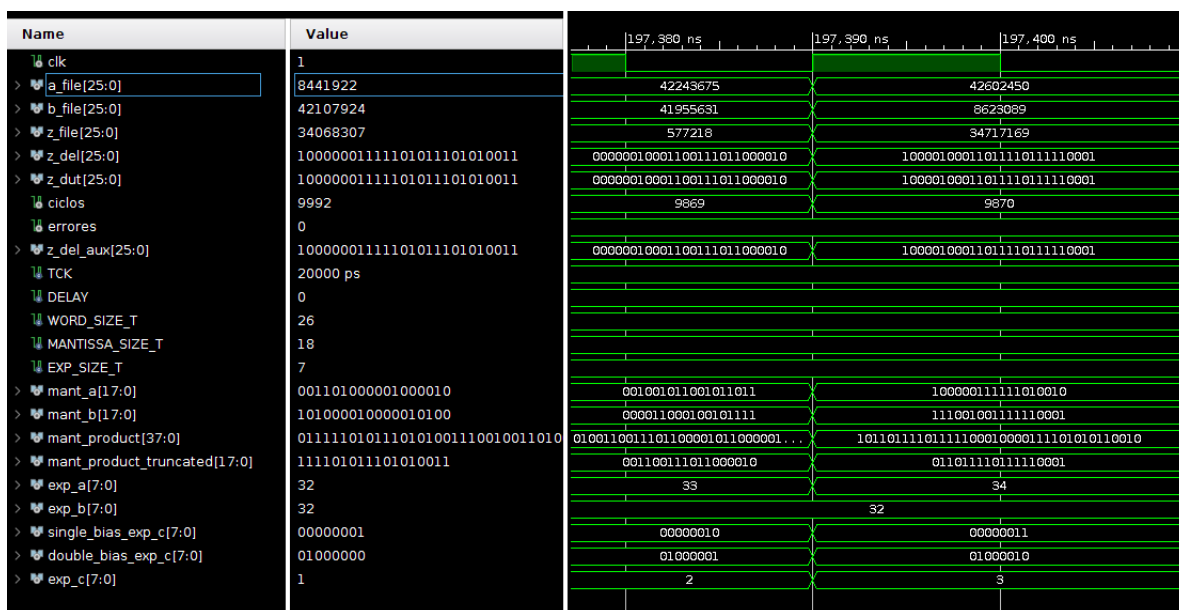 Name Value 197,380 ns 197,390 ns 197,400 ns
clk 1
a_file[25:0] 8441922 42243675 42602450
b_file[25:0] 42107924 41955631 8623089
z_file[25:0] 34068307 577218 34717169
z_del[25:0] 10000001111101011101010011 00000010001100111011000010 10000100011011110111110001
z_dut[25:0] 10000001111101011101010011 00000010001100111011000010 10000100011011110111110001
ciclos 9992 9869 9870
errores 0
z_del_aux[25:0] 10000001111101011101010011 00000010001100111011000010 10000100011011110111110001
TCK 20000 ps
DELAY 0
WORD_SIZE_T 26
MANTISSA_SIZE_T 18
EXP_SIZE_T 7
mant_a[17:0] 001101000001000010 001001011001011011 100000111111010010
mant_b[17:0] 101000010000010100 000011000100101111 111001001111110001
mant_product[37:0] 0111110101110101001110010011010 0100110011101100001011000001... 10110111101111100010000111101010110010
mant_product_truncated[17:0] 111101011101010011 001100111011000010 011011110111110001
exp_a[7:0] 32 33 34
exp_b[7:0] 32 32
single_bias_exp_c[7:0] 00000001 00000010 00000011
double_bias_exp_c[7:0] 01000000 01000001 01000010
exp_c[7:0] 1 2 3